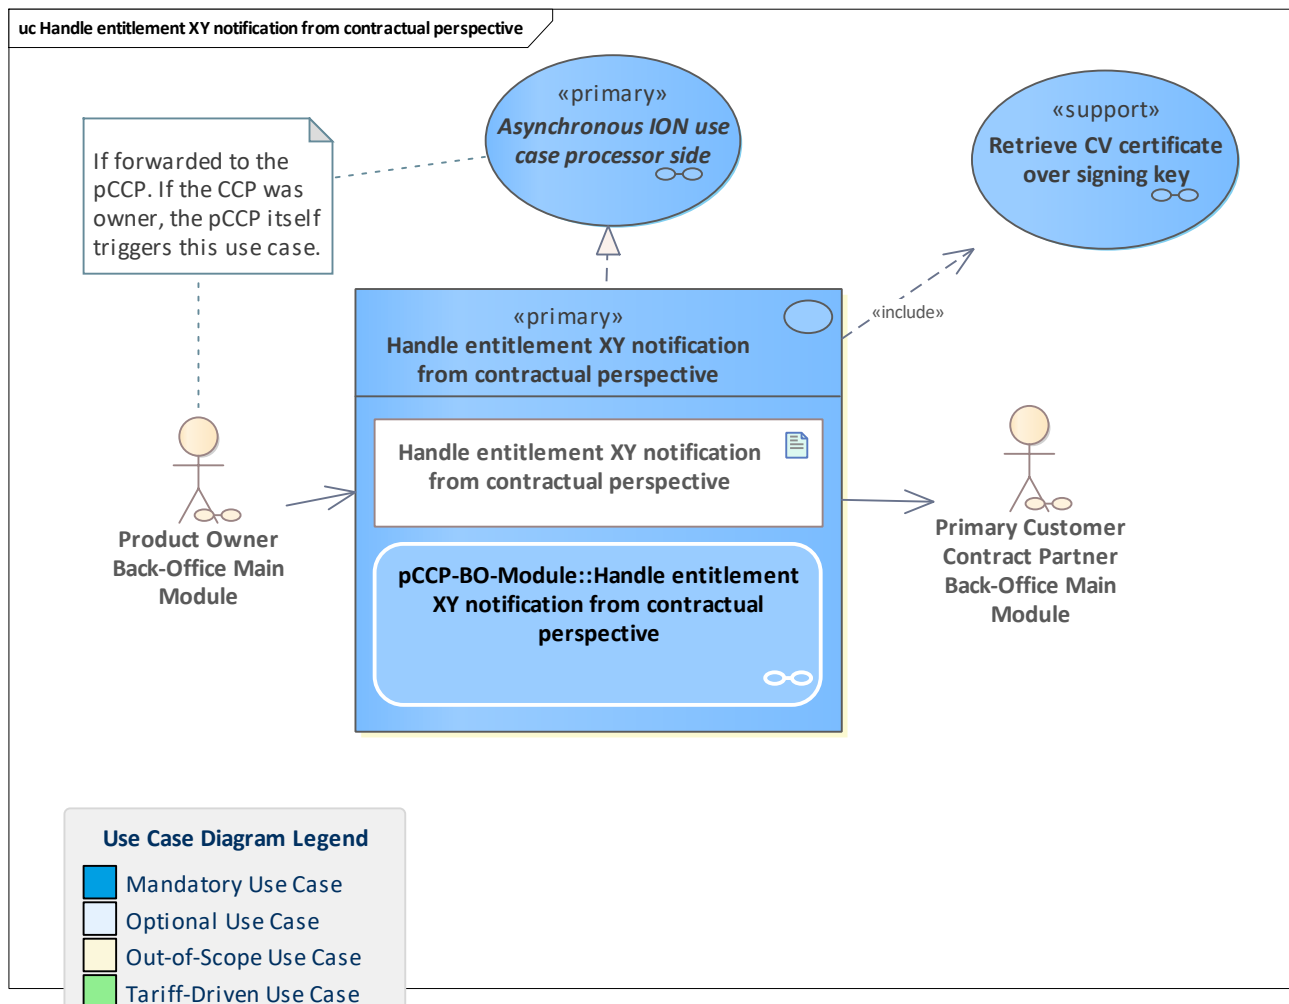 uc Handle entitlement XY notification from contractual perspective
«primary»
Asynchronous ION use
case processor side
«support»
Retrieve CV certificate
over signing key
If forwarded to the
pCCP. If the CCP was
owner, the pCCP itself
triggers this use case.
«include»
«primary»
Handle entitlement XY notification
from contractual perspective
Handle entitlement XY notification
from contractual perspective
pCCP-BO-Module::Handle entitlement
XY notification from contractual
perspective
Product Owner
Back-Office Main
Module
Primary Customer
Contract Partner
Back-Office Main
Module
Use Case Diagram Legend
Mandatory Use Case
Optional Use Case
Out-of-Scope Use Case
Tariff-Driven Use Case